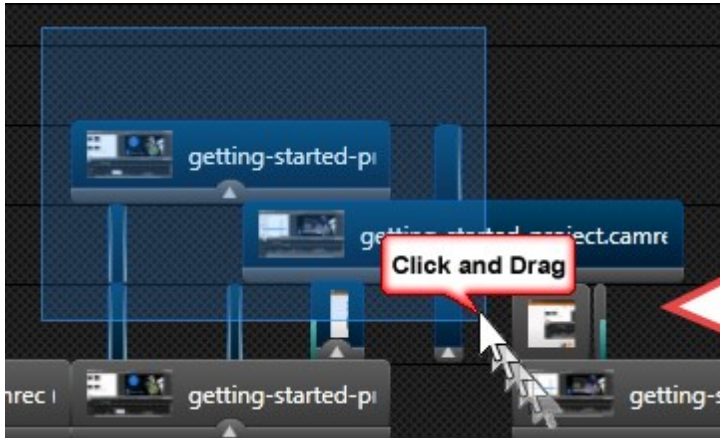 getting-started-pr
getting-started-project.camre
Click and Drag
nrec
getting-started-pr
getting-s